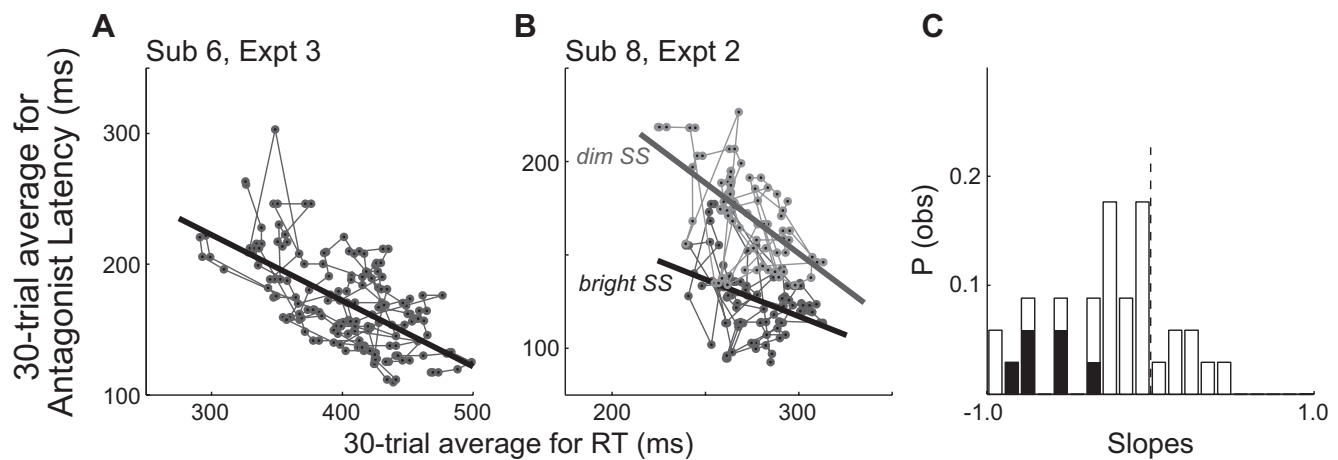 A
Sub 6, Expt 3
B
Sub 8, Expt 2
C
30-trial average for
Antagonist Latency (ms)
300
200
100
300
400
500
dim SS
bright SS
200
100
200
300
30-trial average for RT (ms)
P (obs)
0.2
0.1
-1.0
1.0
Slopes